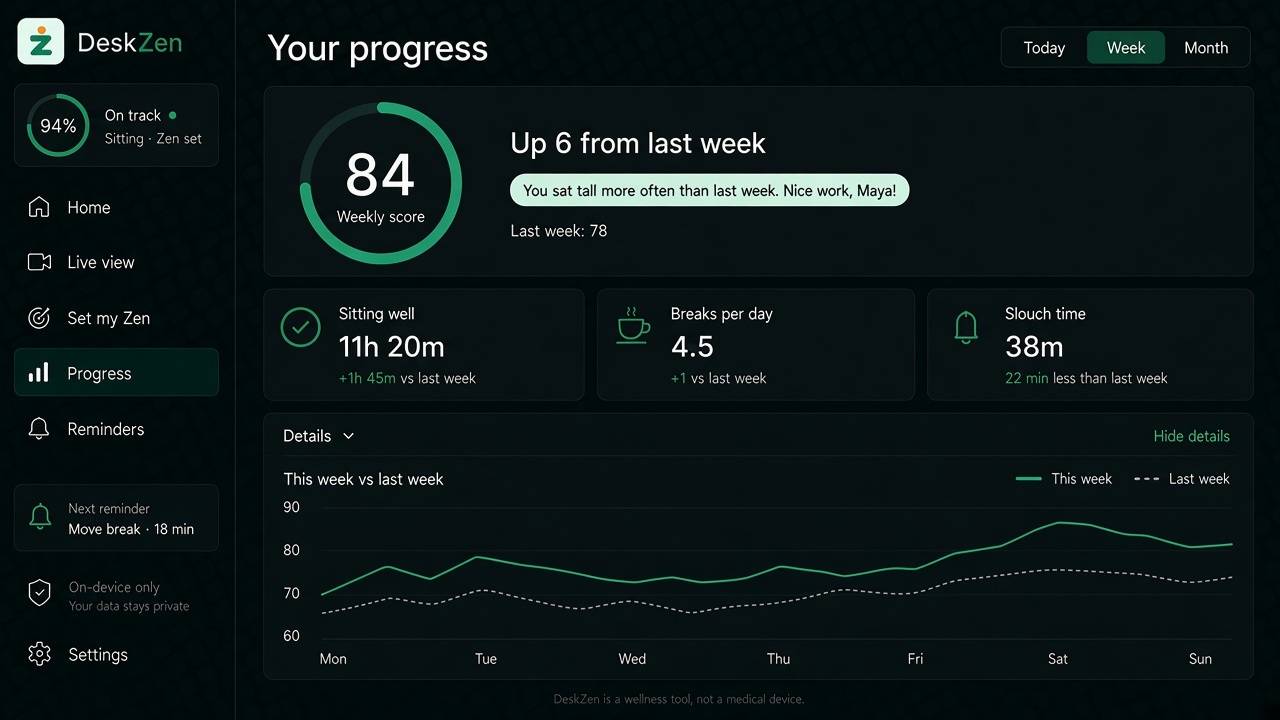 DeskZen
94%
On track
Sitting · Zen set
Home
Live view
Set my Zen
Progress
Reminders
Next reminder
Move break · 18 min
On-device only
Your data stays private
Settings
Your progress
Today
Week
Month
84
Weekly score
Up 6 from last week
You sat tall more often than last week. Nice work, Maya!
Last week: 78
Sitting well
11h 20m
+1h 45m vs last week
Breaks per day
4.5
+1 vs last week
Slouch time
38m
22 min less than last week
Details
Hide details
This week vs last week
This week
Last week
90
80
70
60
Mon
Tue
Wed
Thu
Fri
Sat
Sun
DeskZen is a wellness tool, not a medical device.